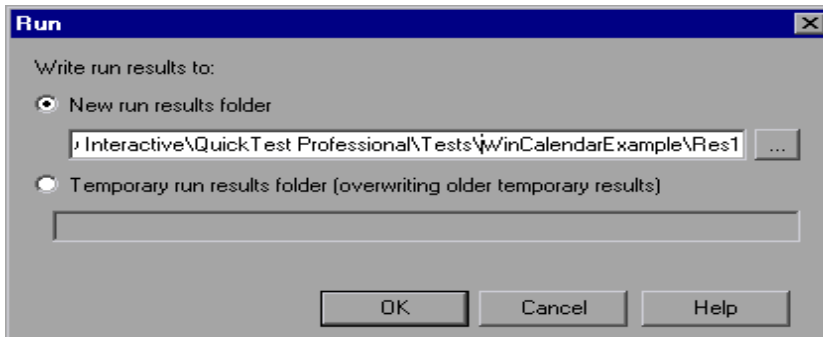 Run
Write run results to:
New run results folder
Interactive\QuickTest Professional\Tests\WinCalendarExample\Res1
...
Temporary run results folder (overwriting older temporary results)
OK
Cancel
Help